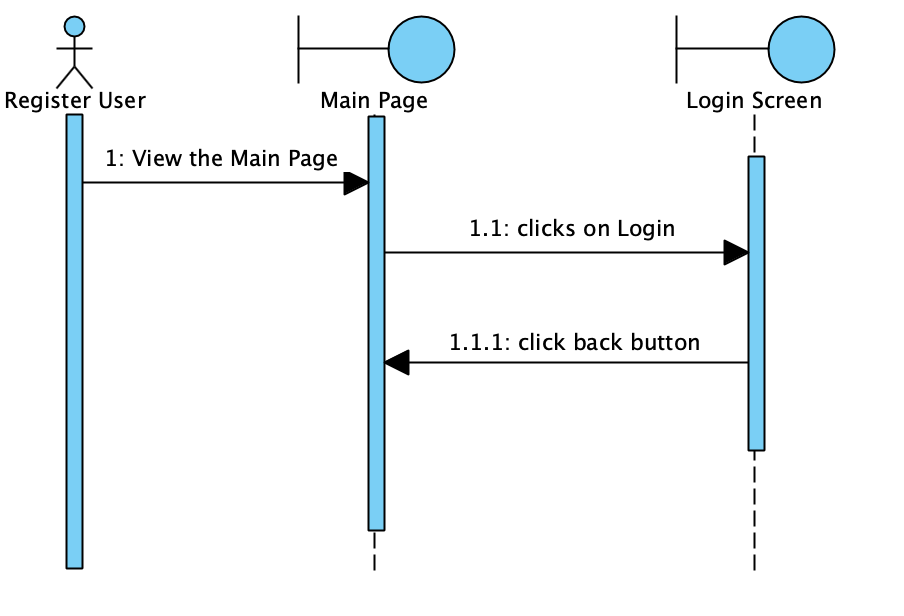 Register User
Main Page
Login Screen
1: View the Main Page
1.1: clicks on Login
1.1.1: click back button